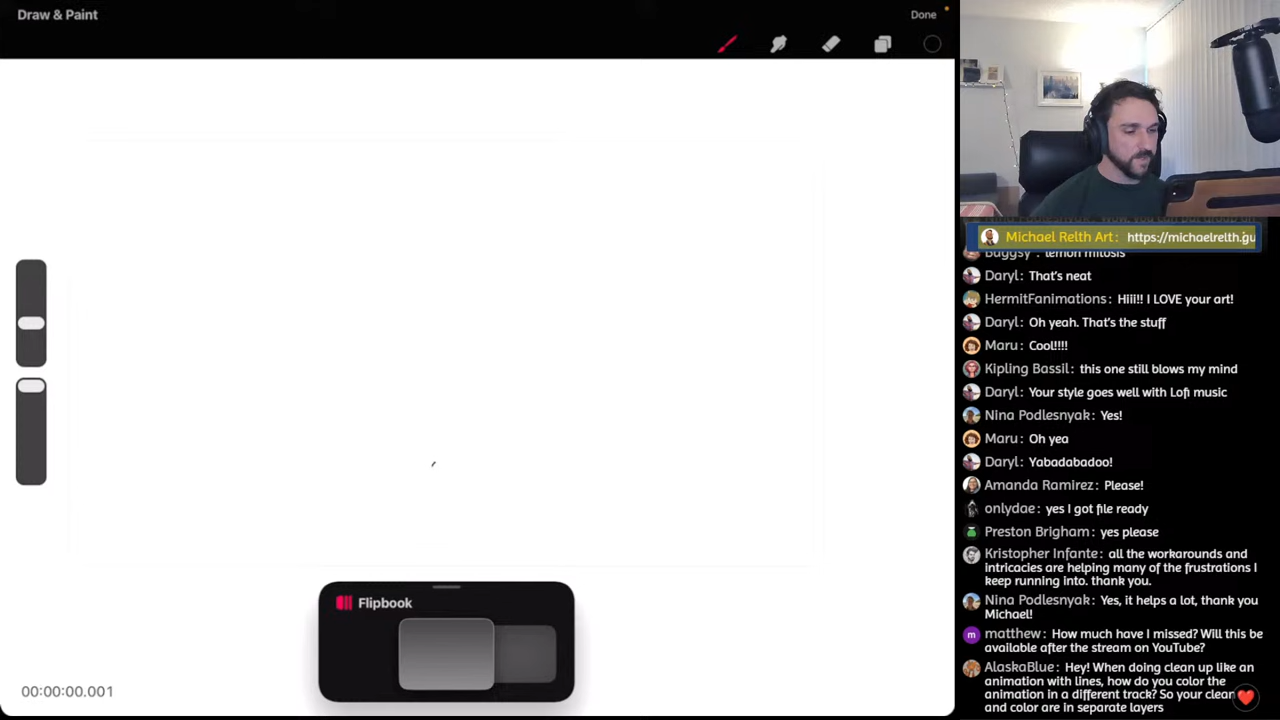 Draw & Paint
Done
Flipbook
00:00:00.001
Michael Relth Art: https://michaelrelth.gu
Baggsy: lemon mitosis
Daryl: That's neat
HermitFanimations: Hiii!! I LOVE your art!
Daryl: Oh yeah. That's the stuff
Maru: Cool!!!!
Kipling Bassil: this one still blows my mind
Daryl: Your style goes well with Lofi music
Nina Podlesnyak: Yes!
Maru: Oh yea
Daryl: Yabadabadoo!
Amanda Ramirez: Please!
onlydae: yes I got file ready
Preston Brigham: yes please
Kristopher Infante: all the workarounds and
intricacies are helping many of the frustrations I
keep running into. thank you.
Nina Podlesnyak: Yes, it helps a lot, thank you
Michael!
m matthew: How much have I missed? Will this be
available after the stream on YouTube?
AlaskaBlue: Hey! When doing clean up like an
animation with lines, how do you color the
animation in a different track? So your clean
and color are in separate layers